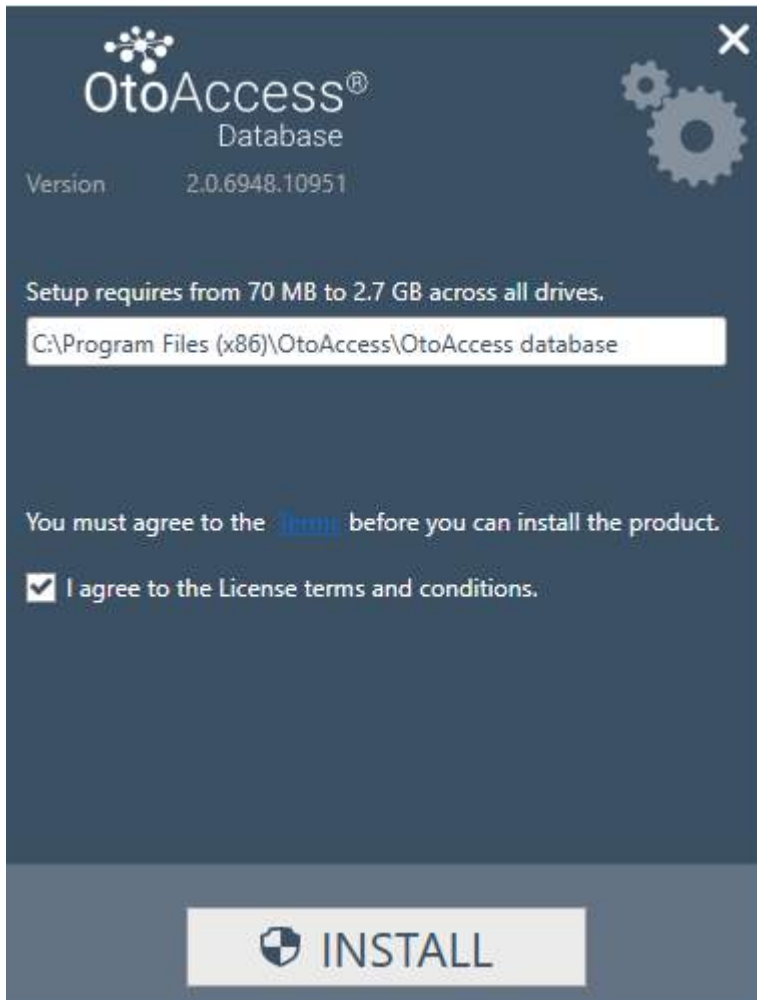 OtoAccess®
Database
Version 2.0.6948.10951
Setup requires from 70 MB to 2.7 GB across all drives.
C:\Program Files (x86)\OtoAccess\OtoAccess database
You must agree to the Terms before you can install the product.
I agree to the License terms and conditions.
INSTALL